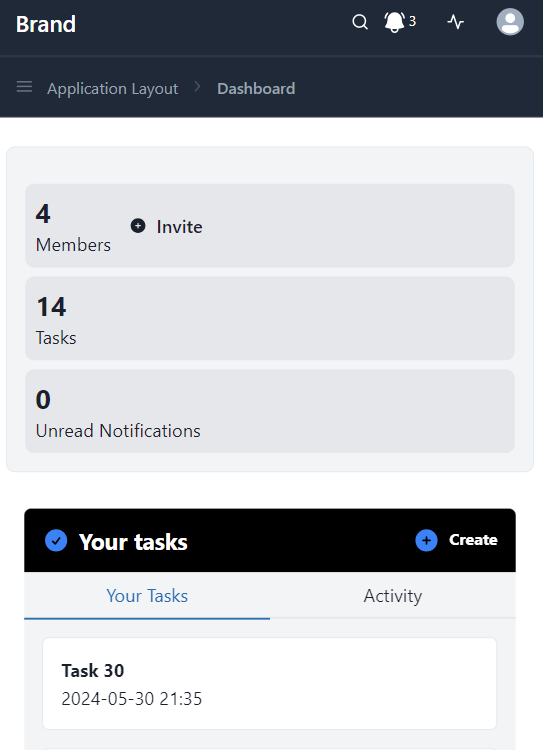 Brand
3
Application Layout
Dashboard
4
Members
Invite
14
Tasks
0
Unread Notifications
Your tasks
Create
Your Tasks
Activity
Task 30
2024-05-30 21:35